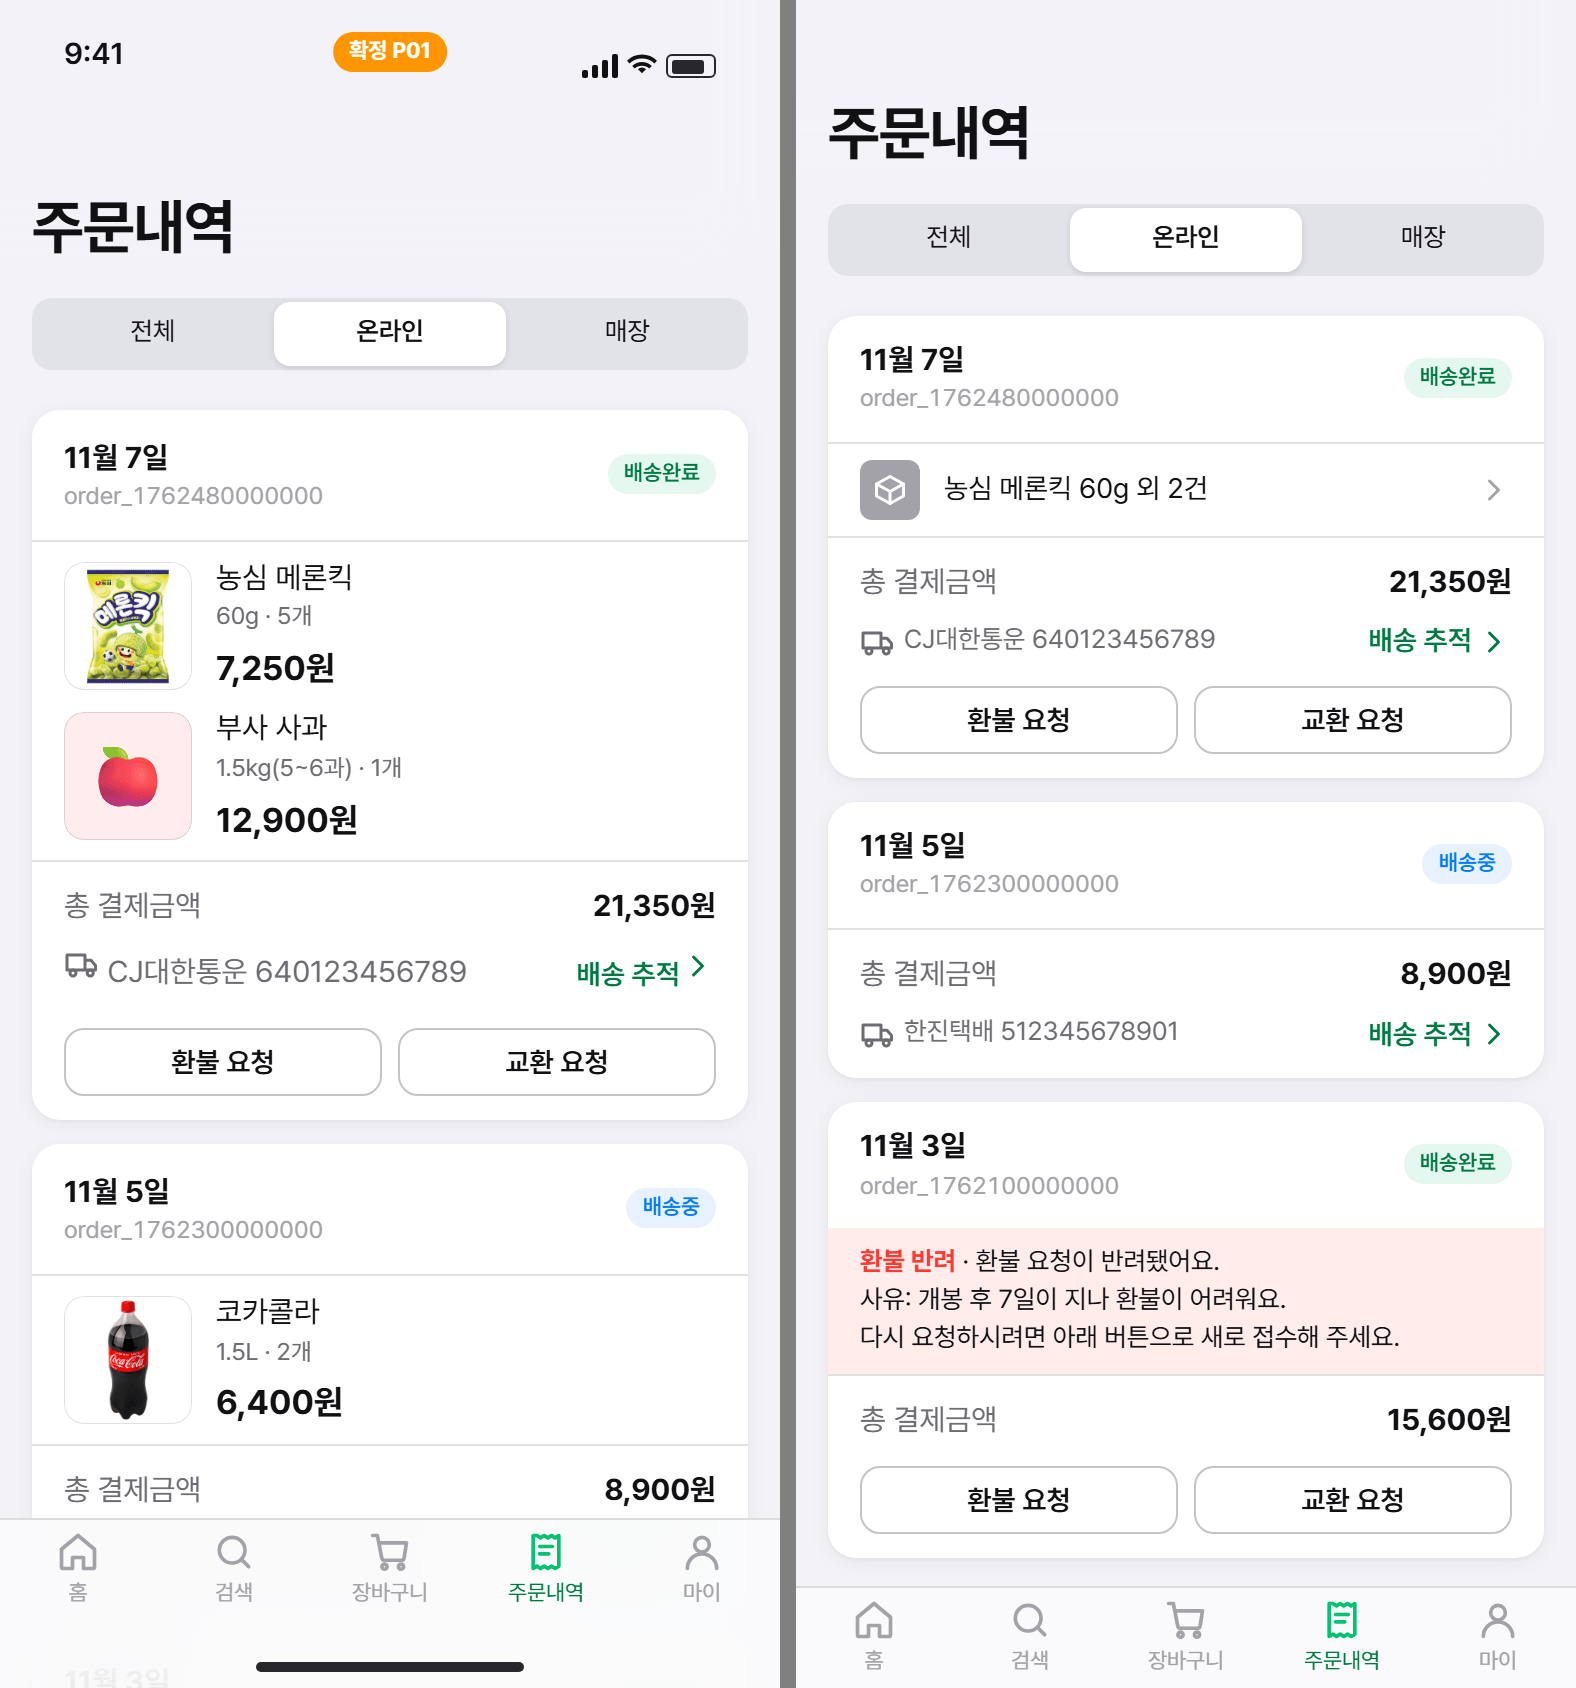 9:41
확정 P01
주문내역
전체
온라인
매장
11월 7일
order_1762480000000
배송완료
메론킥
농심 메론킥
60g · 5개
7,250원
부사 사과
1.5kg(5~6과) · 1개
12,900원
총 결제금액
21,350원
CJ대한통운 640123456789
배송 추적
환불 요청
교환 요청
11월 5일
order_1762300000000
배송중
Coca-Cola
코카콜라
1.5L · 2개
6,400원
총 결제금액
8,900원
홈
검색
장바구니
주문내역
마이
11월 3일
주문내역
전체
온라인
매장
11월 7일
order_1762480000000
배송완료
농심 메론킥 60g 외 2건
총 결제금액
21,350원
CJ대한통운 640123456789
배송 추적
환불 요청
교환 요청
11월 5일
order_1762300000000
배송중
총 결제금액
8,900원
한진택배 512345678901
배송 추적
11월 3일
order_1762100000000
배송완료
환불 반려 · 환불 요청이 반려됐어요.
사유: 개봉 후 7일이 지나 환불이 어려워요.
다시 요청하시려면 아래 버튼으로 새로 접수해 주세요.
총 결제금액
15,600원
환불 요청
교환 요청
홈
검색
장바구니
주문내역
마이